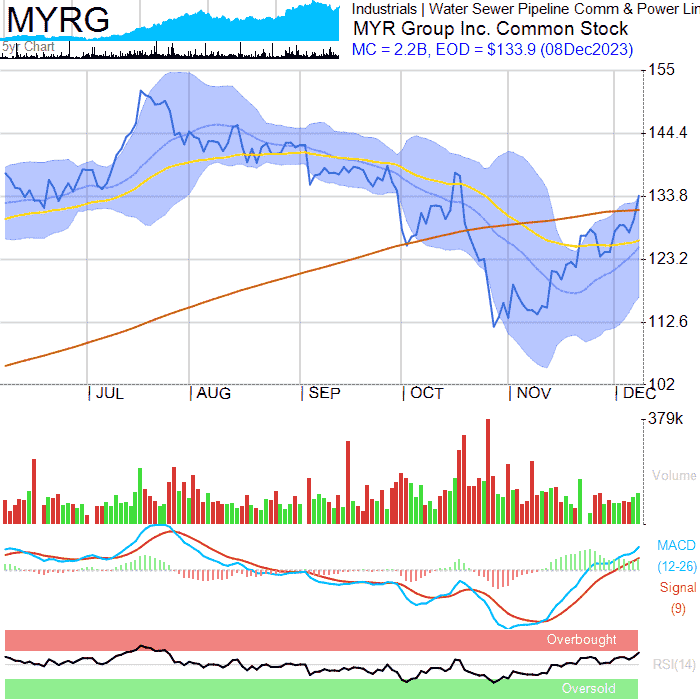 MYRG
5yr Chart
Industrials | Water Sewer Pipeline Comm & Power Lin
MYR Group Inc. Common Stock
MC = 2.2B, EOD = $133.9 (08Dec2023)
155
144.4
133.8
123.2
112.6
102
JUL AUG SEP OCT NOV DEC
379k
Volume
MACD
(12-26)
Signal
(9)
Overbought
RSI(14)
Oversold